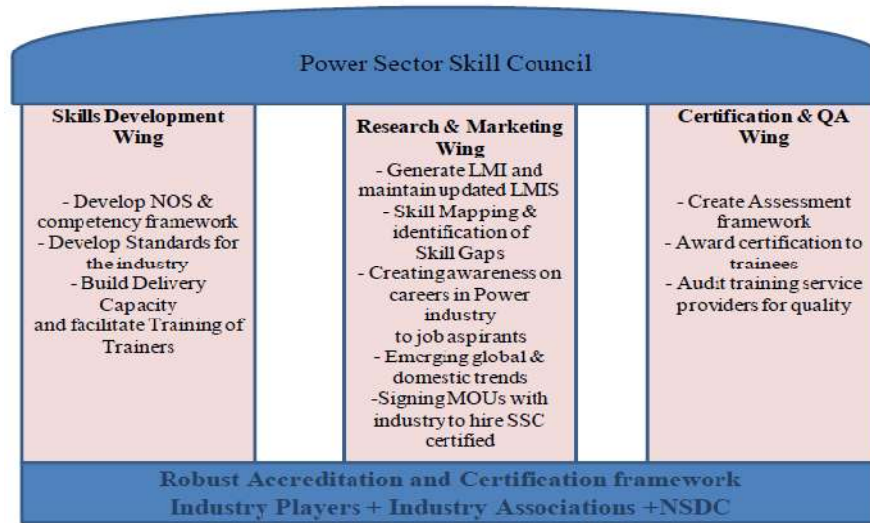 Power Sector Skill Council
Skills Development
Wing
- Develop NOS &
competency framework
- Develop Standards for
the industry
- Build Delivery
Capacity
and facilitate Training of
Trainers
Research & Marketing
Wing
- Generate LMI and
maintain updated LMIS
- Skill Mapping &
identification of
Skill Gaps
- Creating awareness on
careers in Power
industry
to job aspirants
- Emerging global &
domestic trends
-Signing MOUs with
industry to hire SSC
certified
Certification & QA
Wing
- Create Assessment
framework
- Award certification to
trainees
- Audit training service
providers for quality
Robust Accreditation and Certification framework
Industry Players + Industry Associations +NSDC